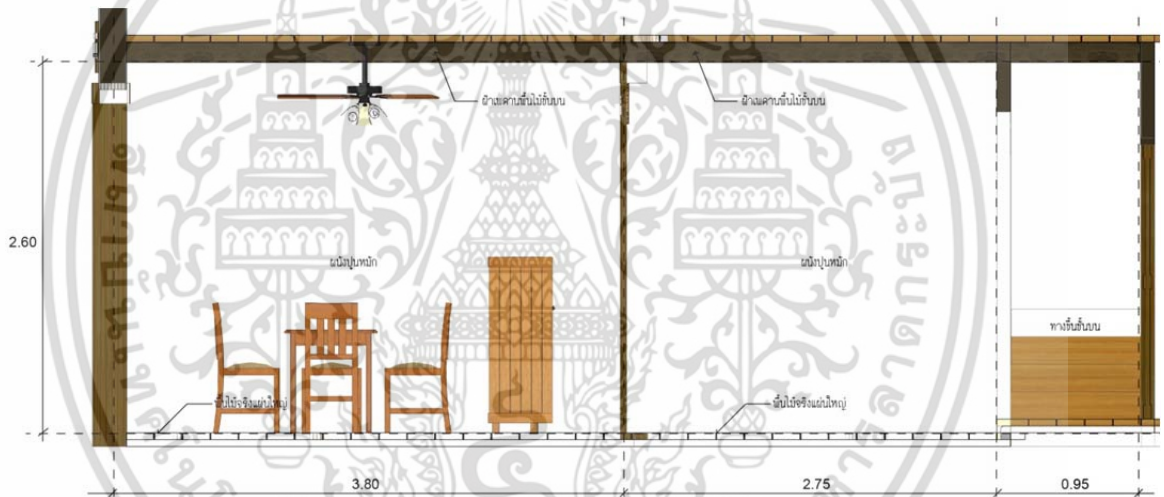 ฝ้าเพดานพื้นไม้ชั้นบน
ฝ้าเพดานพื้นไม้ชั้นบน
2.60
ผนังปูนหมัก
ผนังปูนหมัก
ทางขึ้นชั้นบน
พื้นไม้จริงแผ่นใหญ่
พื้นไม้จริงแผ่นใหญ่
3.80
2.75
0.95